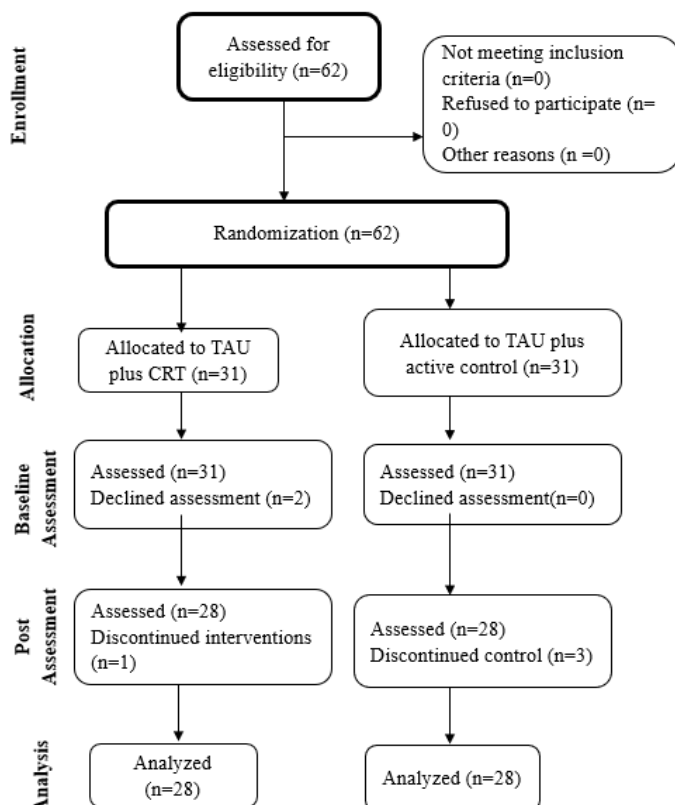 Enrollment
Assessed for
eligibility (n=62)
Not meeting inclusion
criteria (n=0)
Refused to participate (n=
0)
Other reasons (n =0)
Randomization (n=62)
Allocation
Allocated to TAU
plus CRT (n=31)
Allocated to TAU plus
active control (n=31)
Baseline
Assessment
Assessed (n=31)
Declined assessment (n=2)
Assessed (n=31)
Declined assessment(n=0)
Post
Assessment
Assessed (n=28)
Discontinued interventions
(n=1)
Assessed (n=28)
Discontinued control (n=3)
Analysis
Analyzed
(n=28)
Analyzed (n=28)